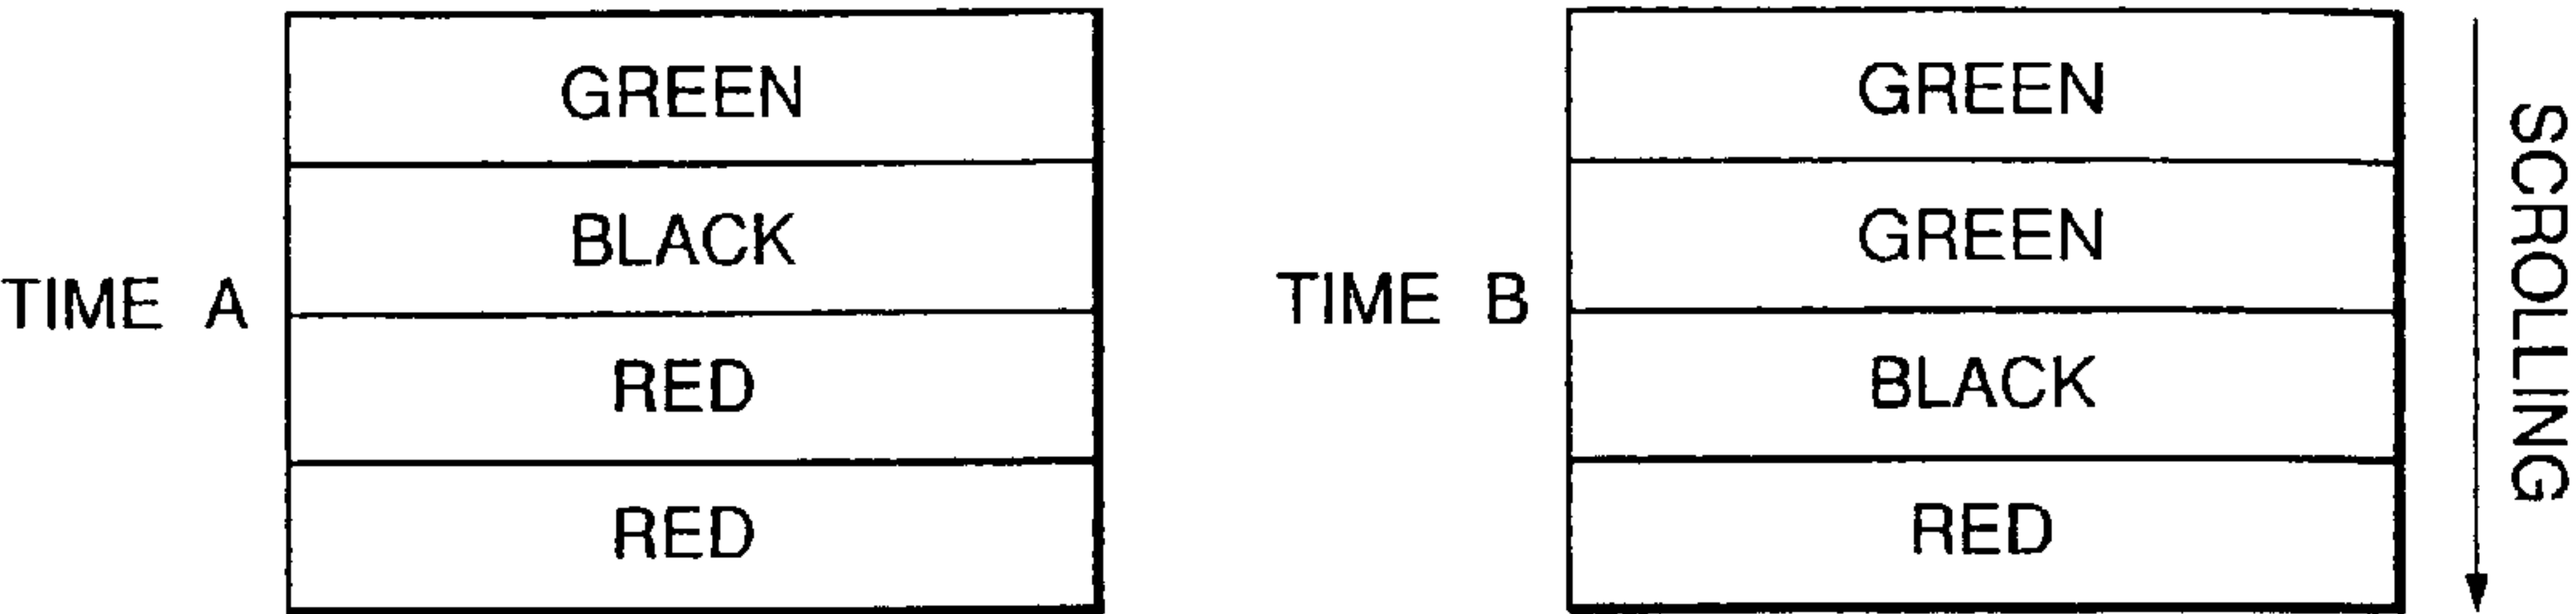 TIME A
GREEN
BLACK
RED
RED
TIME B
GREEN
GREEN
BLACK
RED
SCROLLING